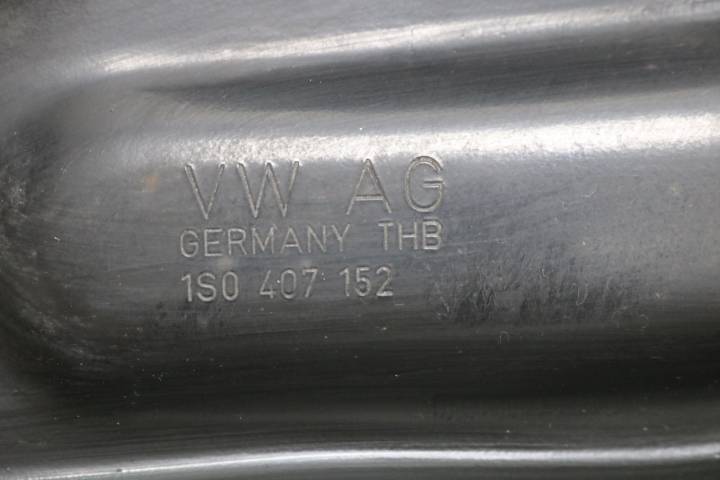 VW AG
GERMANY THB
1S0 407 152